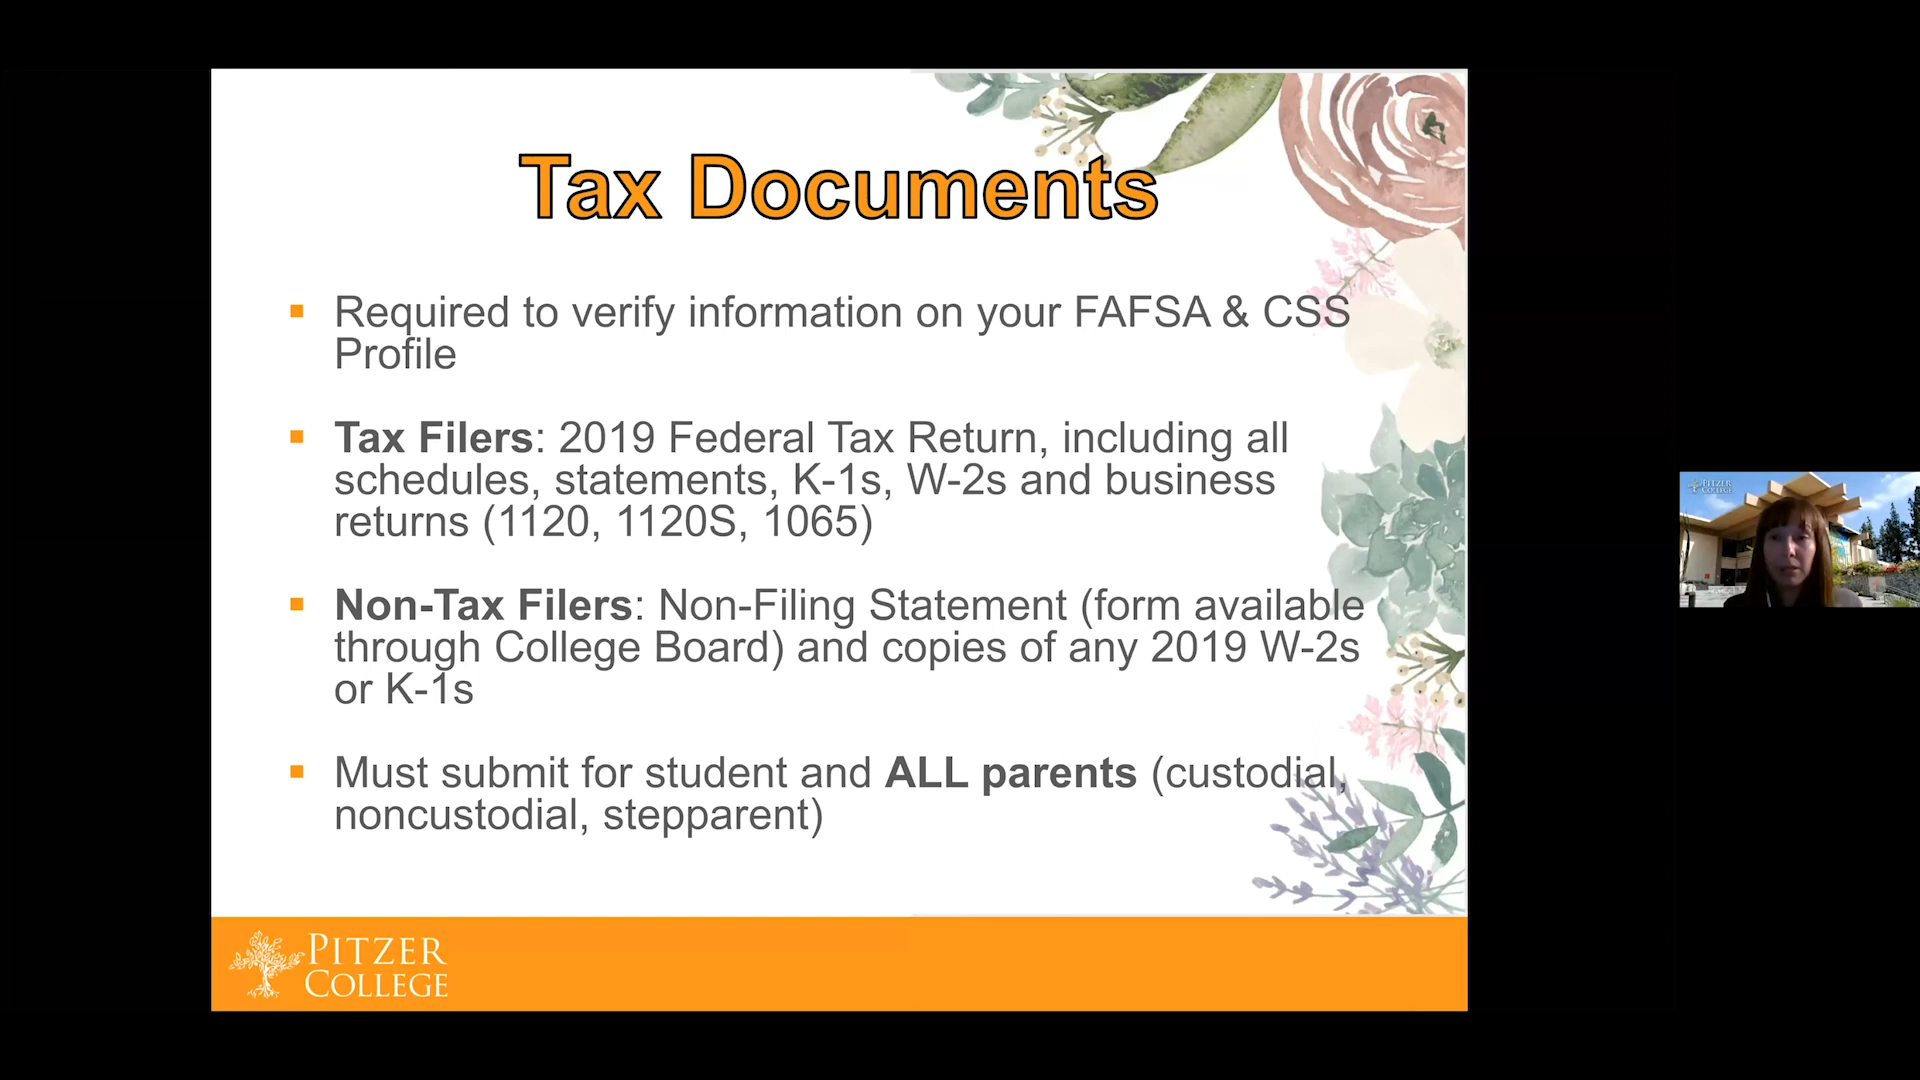 Tax Documents
Required to verify information on your FAFSA & CSS
Profile
Tax Filers: 2019 Federal Tax Return, including all
schedules, statements, K-1s, W-2s and business
returns (1120, 1120S, 1065)
Non-Tax Filers: Non-Filing Statement (form available
through College Board) and copies of any 2019 W-2s
or K-1s
Must submit for student and ALL parents (custodial,
noncustodial, stepparent)
PITZER
COLLEGE
PITZER
COLLEGE